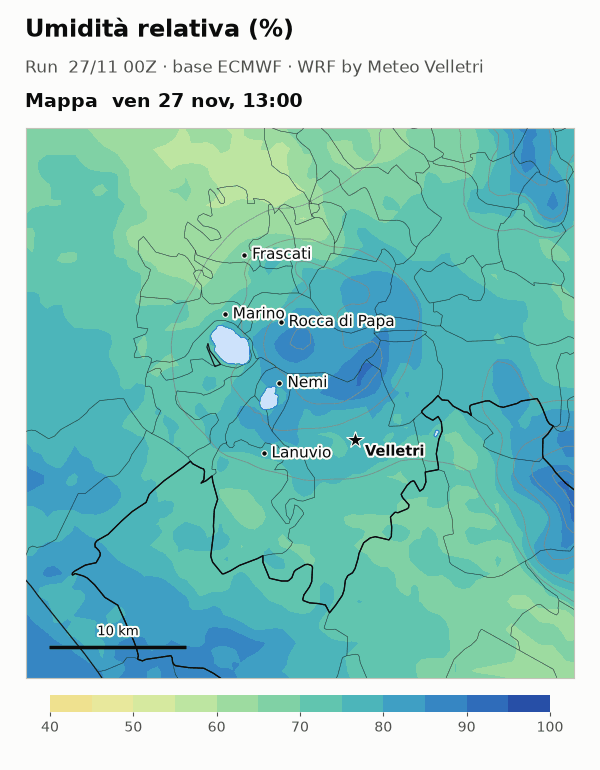 Umidità relativa (%)
Run  27/11 00Z · base ECMWF · WRF by Meteo Velletri
Mappa  ven 27 nov, 13:00
Frascati
Marino
Rocca di Papa
Nemi
Velletri
Lanuvio
10 km
40 50 60 70 80 90 100